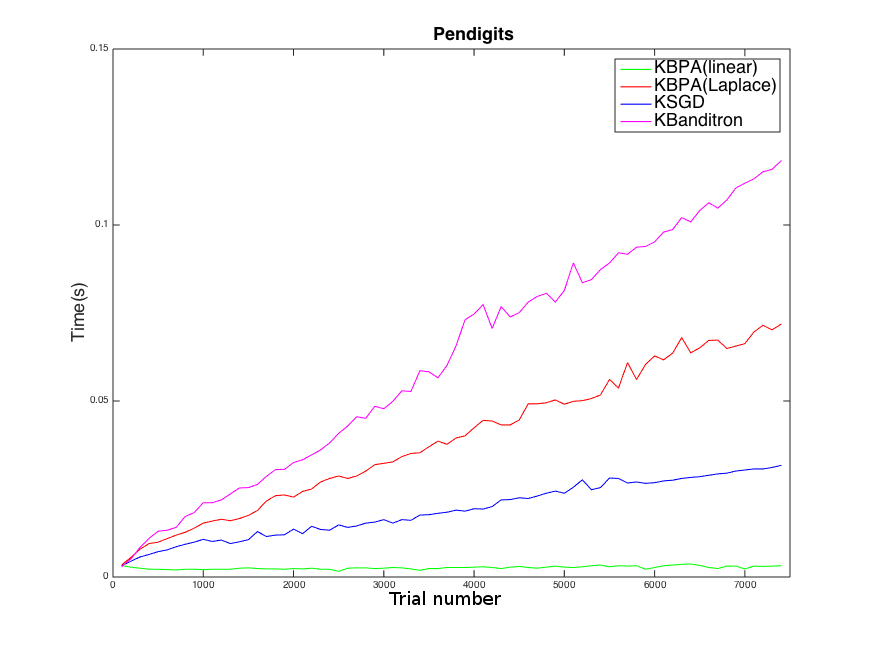 Pendigits
0.15
KBPA(linear)
KBPA(Laplace)
KSGD
KBanditron
0.1
Time(s)
0.05
0
0 1000 2000 3000 4000 5000 6000 7000
Trial number